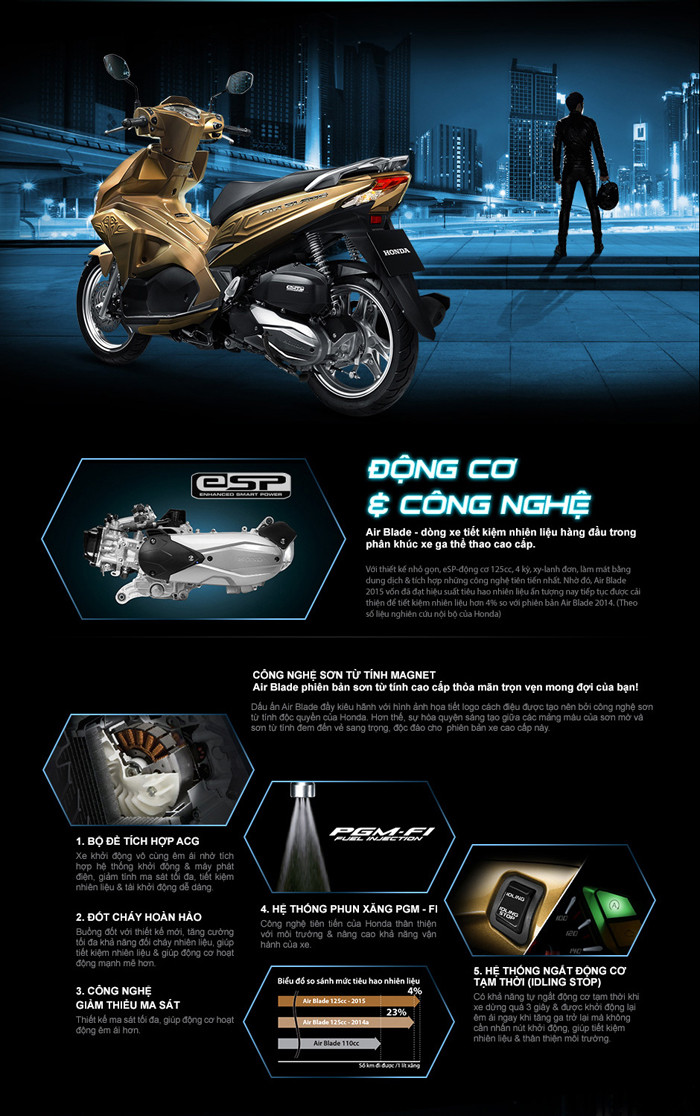 HONDA
eSP
eSP
ENHANCED SMART POWER
ĐỘNG CƠ
& CÔNG NGHỆ
Air Blade - dòng xe tiết kiệm nhiên liệu hàng đầu trong
phân khúc xe ga thể thao cao cấp.
Với thiết kế nhỏ gọn, eSP-động cơ 125cc, 4 kỳ, xy-lanh đơn, làm mát bằng
dung dịch & tích hợp những công nghệ tiên tiến nhất. Nhờ đó, Air Blade
2015 vốn đã đạt hiệu suất tiêu hao nhiên liệu ấn tượng nay tiếp tục được cải
thiện để tiết kiệm nhiên liệu hơn 4% so với phiên bản Air Blade 2014. (Theo
số liệu nghiên cứu nội bộ của Honda)
CÔNG NGHỆ SƠN TỪ TÍNH MAGNET
Air Blade phiên bản sơn từ tính cao cấp thỏa mãn trọn vẹn mong đợi của bạn!
Dấu ấn Air Blade đầy kiêu hãnh với hình ảnh họa tiết logo cách điệu được tạo nên bởi công nghệ sơn
từ tính độc quyền của Honda. Hơn thế, sự hòa quyện sáng tạo giữa các mảng màu của sơn mờ và
sơn từ tính đem đến vẻ sang trọng, độc đáo cho phiên bản xe cao cấp này.
1. BỘ ĐỀ TÍCH HỢP ACG
Xe khởi động vô cùng êm ái nhờ tích
hợp hệ thống khởi động & máy phát
điện, giảm tính ma sát tối đa, tiết kiệm
nhiên liệu & tái khởi động dễ dàng.
2. ĐỐT CHÁY HOÀN HẢO
Buồng đốt với thiết kế mới, tăng cường
tối đa khả năng đốt cháy nhiên liệu, giúp
tiết kiệm nhiên liệu & giúp động cơ hoạt
động mạnh mẽ hơn.
3. CÔNG NGHỆ
GIẢM THIỂU MA SÁT
Thiết kế ma sát tối đa, giúp động cơ hoạt
động êm ái hơn.
PGM-FI
FUEL INJECTION
4. HỆ THỐNG PHUN XĂNG PGM - FI
Công nghệ tiên tiến của Honda thân thiện
với môi trường & nâng cao khả năng vận
hành của xe.
Biểu đồ so sánh mức tiêu hao nhiên liệu
4%
Air Blade 125cc - 2015
23%
Air Blade 125cc - 2014a
Air Blade 110cc
Số km đi được /1 lít xăng
IDLING
IDLING
STOP
5. HỆ THỐNG NGẮT ĐỘNG CƠ
TẠM THỜI (IDLING STOP)
Có khả năng tự ngắt động cơ tạm thời khi
xe dừng quá 3 giây & được khởi động lại
êm ái ngay khi tăng ga trở lại mà không
cần nhấn nút khởi động, giúp tiết kiệm
nhiên liệu & thân thiện môi trường.